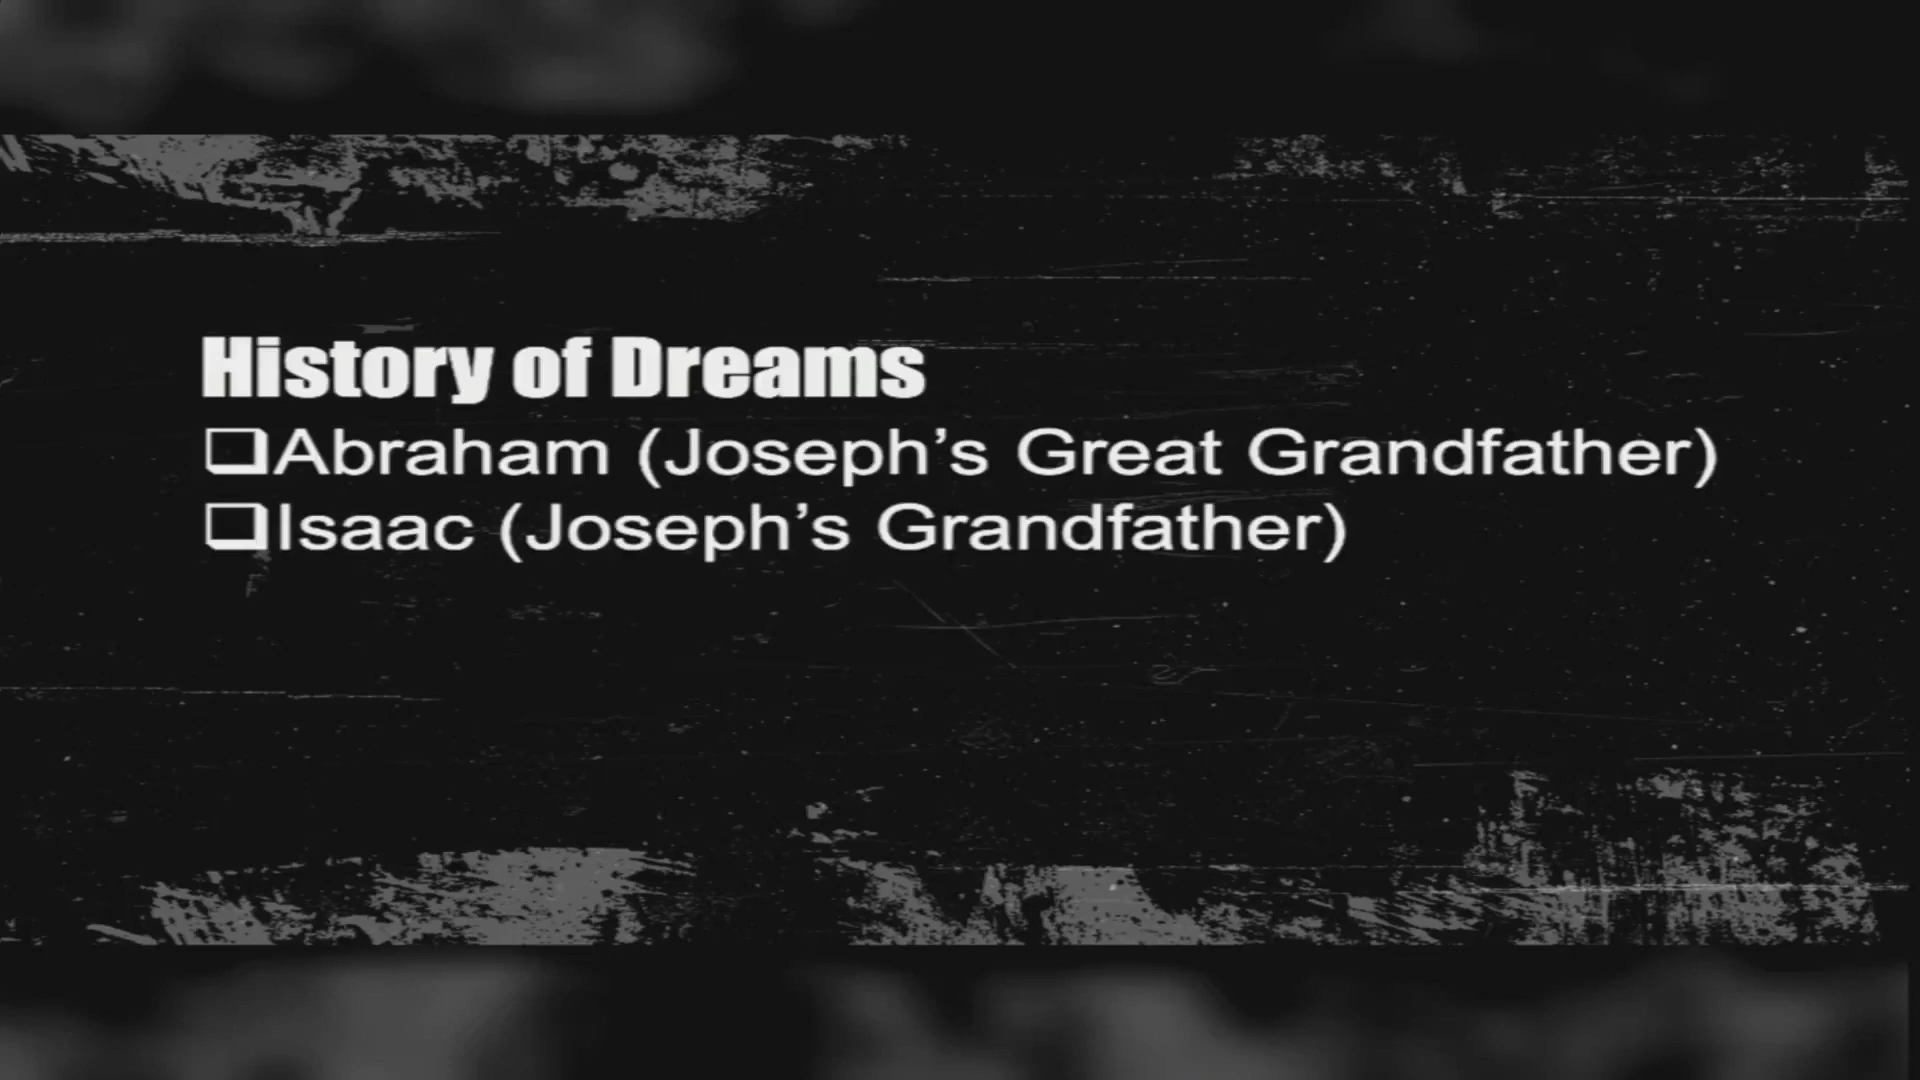 History of Dreams
❑Abraham (Joseph’s Great Grandfather)
❑Isaac (Joseph’s Grandfather)